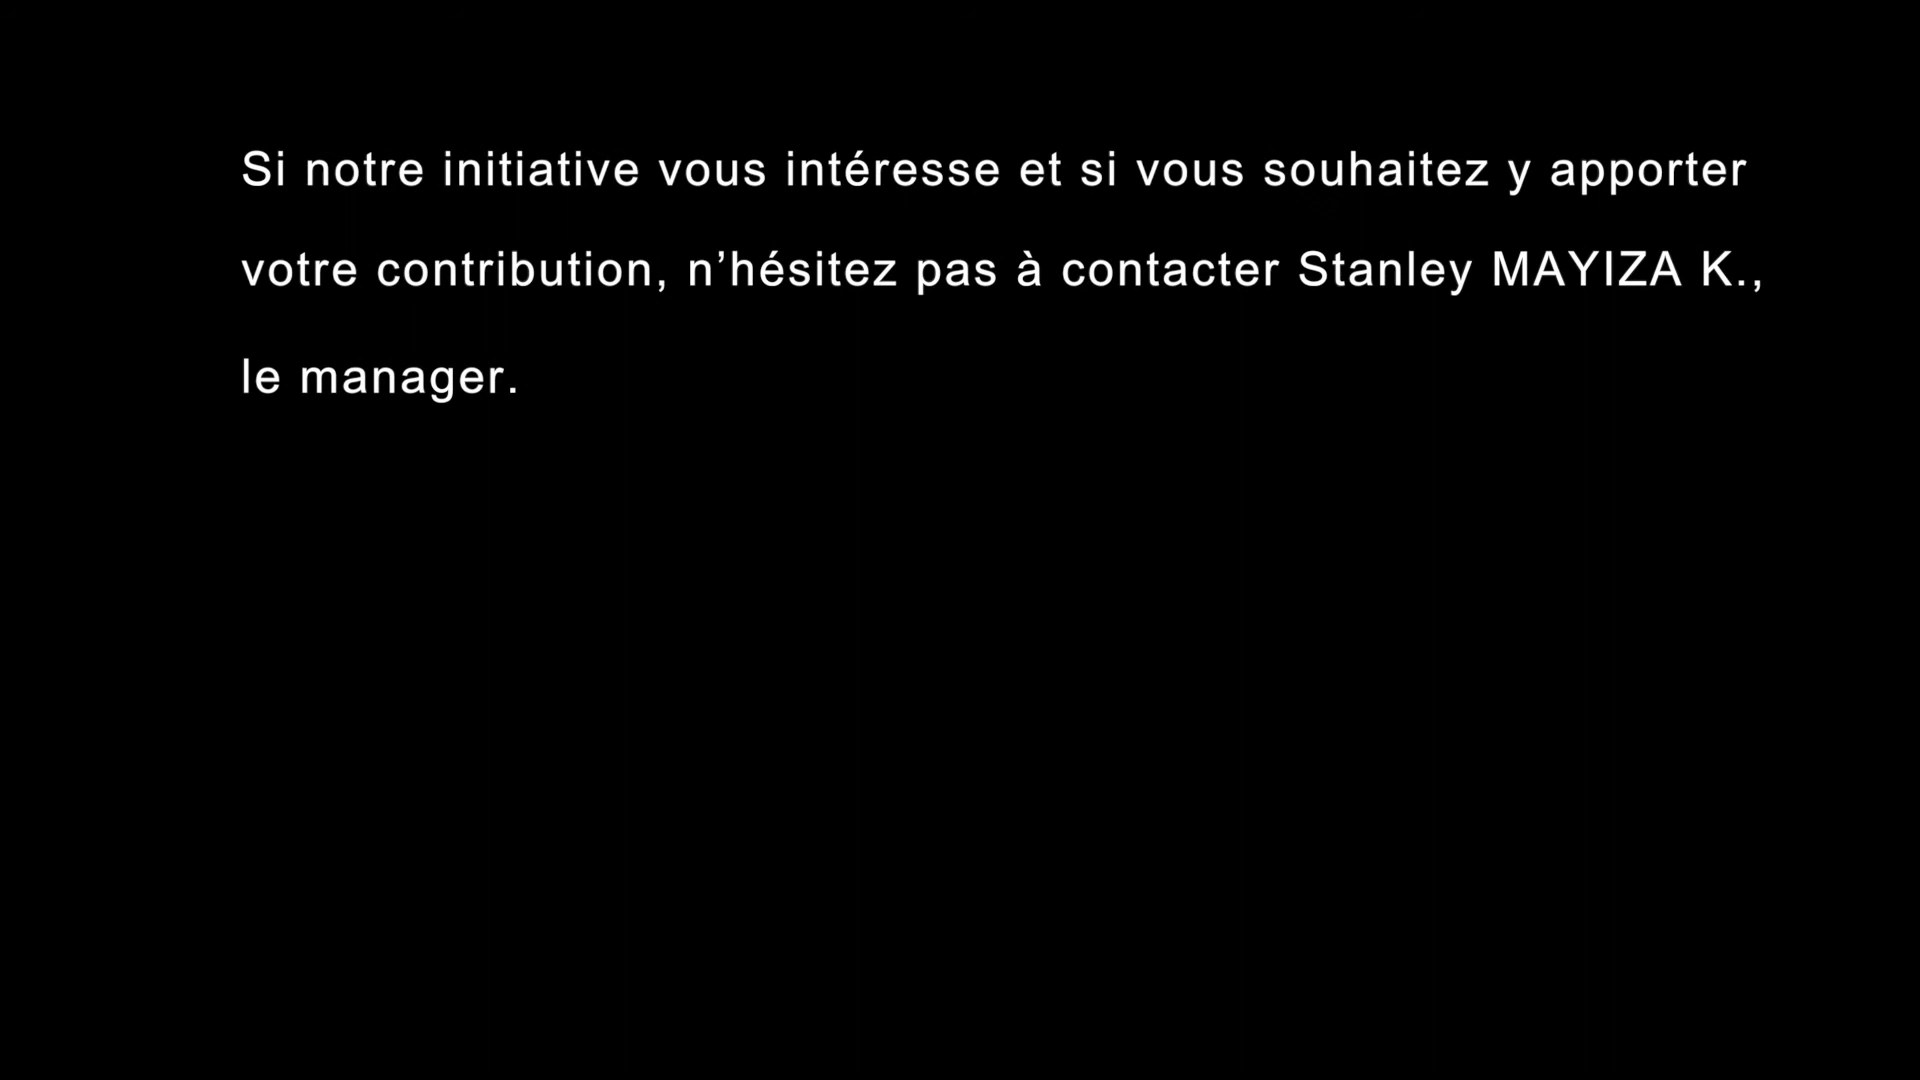 Si notre initiative vous intéresse et si vous souhaitez y apporter
votre contribution, n’hésitez pas à contacter Stanley MAYIZA K.,
le manager.